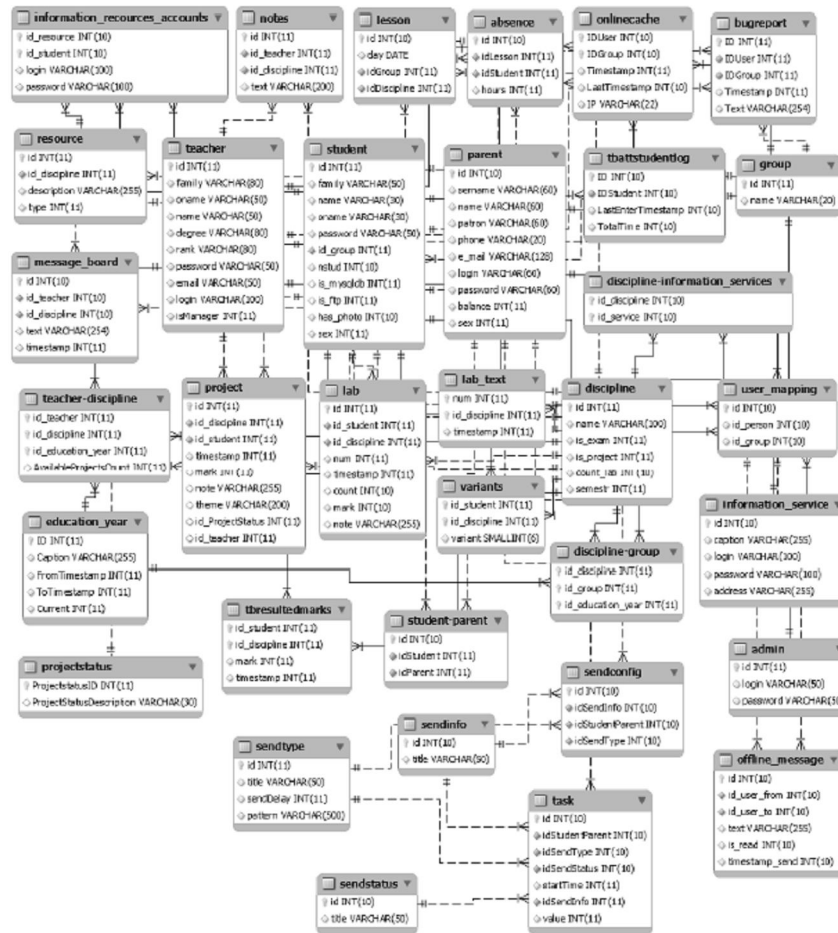 information_recources_accounts
id_resource INT(10)
id_student INT(10)
login VARCHAR(100)
password VARCHAR(100)
notes
id INT(11)
id_teacher INT(11)
id_discipline INT(11)
text VARCHAR(200)
lesson
id INT(10)
day DATE
idGroup INT(11)
idDiscipline INT(11)
absence
id INT(10)
idLesson INT(11)
idStudent INT(11)
hours INT(11)
onlinecache
IDUser INT(10)
IDGroup INT(10)
Timestamp INT(11)
LastTimestamp INT(10)
IP VARCHAR(22)
bugreport
ID INT(11)
IDUser INT(11)
IDGroup INT(11)
Timestamp INT(11)
Text VARCHAR(254)
resource
id INT(11)
id_discipline INT(11)
description VARCHAR(255)
type INT(11)
teacher
id INT(11)
family VARCHAR(80)
oname VARCHAR(50)
name VARCHAR(50)
degree VARCHAR(80)
rank VARCHAR(80)
password VARCHAR(50)
email VARCHAR(50)
login VARCHAR(100)
isManager INT(11)
student
id INT(11)
family VARCHAR(50)
name VARCHAR(30)
oname VARCHAR(30)
password VARCHAR(50)
id_group INT(11)
nstud INT(10)
is_mysqldb INT(11)
is_ftp INT(11)
has_photo INT(10)
sex INT(11)
parent
id INT(10)
sername VARCHAR(60)
name VARCHAR(60)
patron VARCHAR(60)
phone VARCHAR(20)
e_mail VARCHAR(128)
login VARCHAR(60)
password VARCHAR(60)
balance INT(11)
sex INT(11)
tbattstudentlog
ID INT(10)
IDStudent INT(10)
LastEnterTimestamp INT(10)
TotalTime INT(10)
group
id INT(11)
name VARCHAR(20)
message_board
id INT(10)
id_teacher INT(10)
id_discipline INT(10)
text VARCHAR(254)
timestamp INT(11)
discipline-information_services
id_discipline INT(10)
id_service INT(10)
teacher-discipline
id_teacher INT(11)
id_discipline INT(11)
id_education_year INT(11)
AvailableProjectsCount INT(11)
project
id INT(11)
id_discipline INT(11)
id_student INT(11)
timestamp INT(11)
mark INT(11)
note VARCHAR(255)
theme VARCHAR(200)
id_ProjectStatus INT(11)
id_teacher INT(11)
lab
id INT(11)
id_student INT(11)
id_discipline INT(11)
num INT(11)
timestamp INT(11)
count INT(10)
mark INT(10)
note VARCHAR(255)
lab_text
num INT(11)
id_discipline INT(11)
timestamp INT(11)
discipline
id INT(11)
name VARCHAR(100)
is_exam INT(11)
is_project INT(11)
count_lab INT(10)
semestr INT(11)
user_mapping
id INT(10)
id_person INT(10)
id_group INT(10)
variants
id_student INT(11)
id_discipline INT(11)
variant SMALLINT(6)
education_year
ID INT(11)
Caption VARCHAR(255)
FromTimestamp INT(11)
ToTimestamp INT(11)
Current INT(11)
information_service
id INT(10)
caption VARCHAR(255)
login VARCHAR(100)
password VARCHAR(100)
address VARCHAR(255)
discipline-group
id_discipline INT(11)
id_group INT(11)
id_education_year INT(11)
tbresultedmarks
id_student INT(11)
id_discipline INT(11)
mark INT(11)
timestamp INT(11)
student-parent
id INT(10)
idStudent INT(11)
idParent INT(11)
projectstatus
ProjectstatusID INT(11)
ProjectStatusDescription VARCHAR(30)
admin
id INT(11)
login VARCHAR(50)
password VARCHAR(50
sendconfig
id INT(10)
idSendInfo INT(10)
idStudentParent INT(10)
idSendType INT(10)
sendinfo
id INT(10)
title VARCHAR(50)
sendtype
id INT(11)
title VARCHAR(50)
sendDelay INT(11)
pattern VARCHAR(500)
offline_message
id INT(10)
id_user_from INT(10)
id_user_to INT(10)
text VARCHAR(255)
is_read INT(10)
timestamp_send INT(10)
task
id INT(10)
idStudentParent INT(10)
idSendType INT(10)
idSendStatus INT(10)
startTime INT(11)
idSendInfo INT(11)
value INT(11)
sendstatus
id INT(10)
title VARCHAR(50)